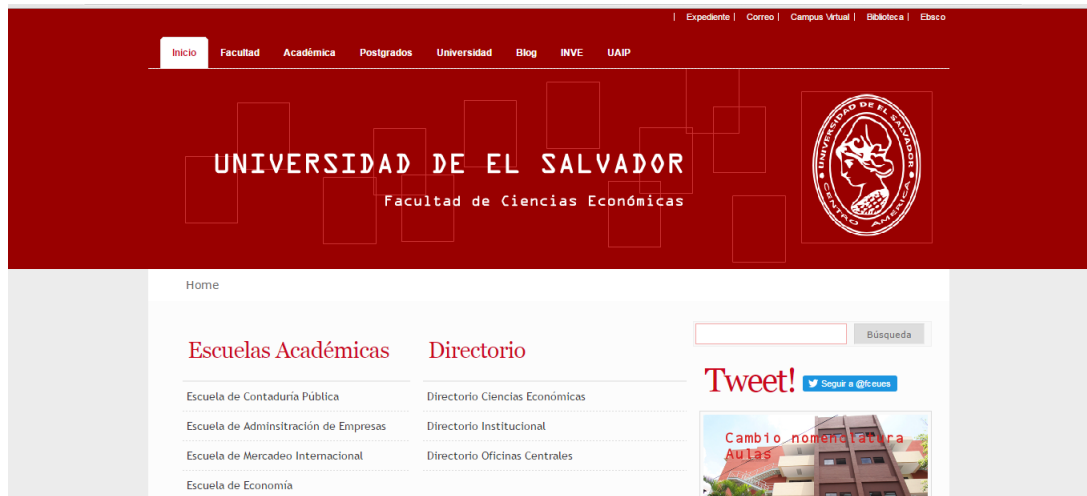 | Expediente | Correo | Campus Virtual | Biblioteca | Ebsco
Inicio Facultad Académica Postgrados Universidad Blog INVE UAIP
UNIVERSIDAD DE EL SALVADOR
Facultad de Ciencias Económicas
UNIVERSIDAD DE EL SALVADOR
CENTRO AMERICA
Home
Búsqueda
Escuelas Académicas
Escuela de Contaduría Pública
Escuela de Adminsitración de Empresas
Escuela de Mercadeo Internacional
Escuela de Economía
Directorio
Directorio Ciencias Económicas
Directorio Institucional
Directorio Oficinas Centrales
Tweet! Seguir a @fceues
Cambio nomenclatura
Aulas